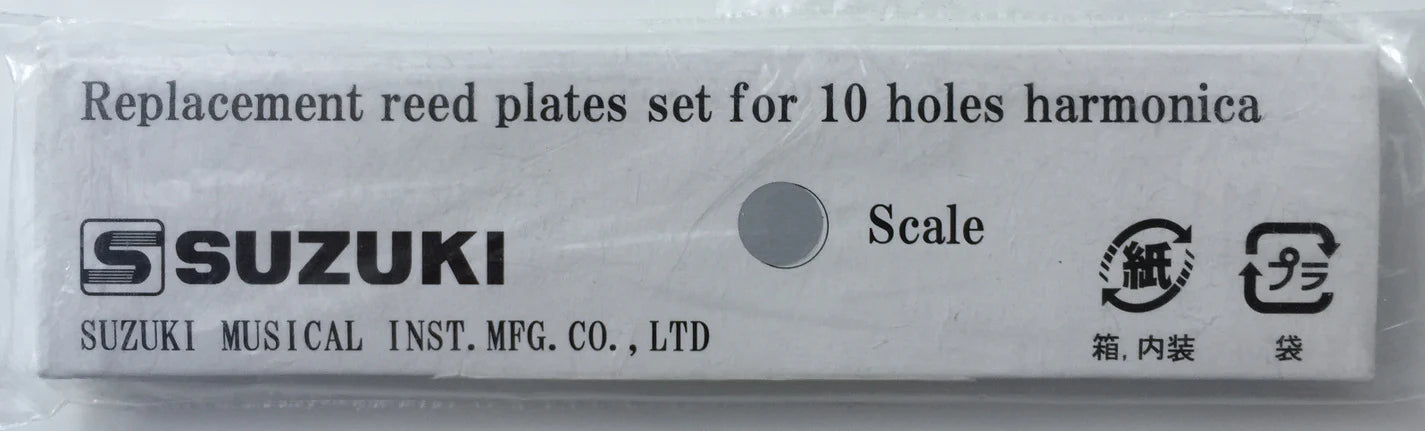 Replacement reed plates set for 10 holes harmonica
Scale
S SUZUKI
SUZUKI MUSICAL INST.MFG.CO.,LTD
紙
箱,内装
プラ
袋